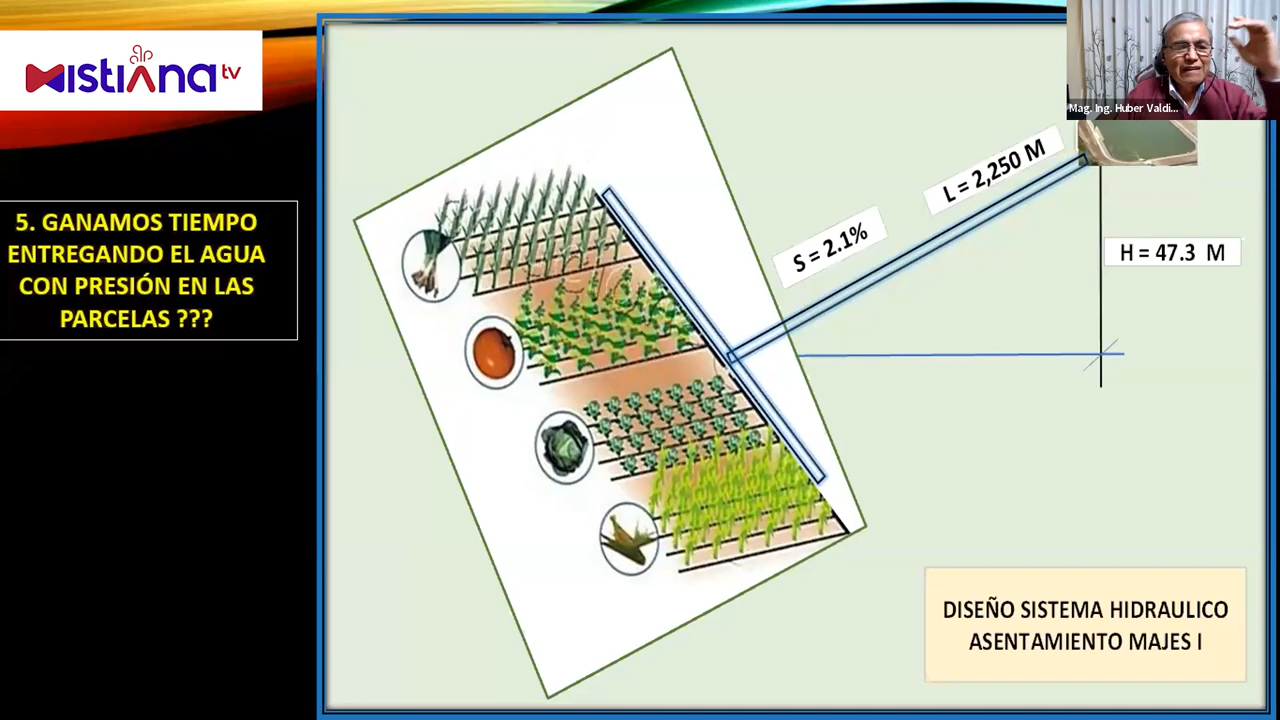 mıstıana tv
5. GANAMOS TIEMPO
ENTREGANDO EL AGUA
CON PRESIÓN EN LAS
PARCELAS ???
Mag. Ing. Huber Valdi...
L = 2,250 M
S = 2.1%
H = 47.3 M
DISEÑO SISTEMA HIDRAULICO
ASENTAMIENTO MAJES I